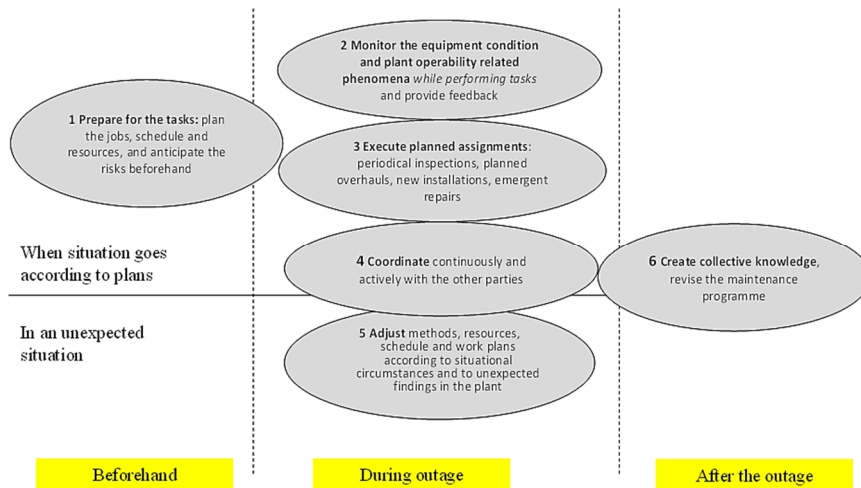 2 Monitor the equipment condition
and plant operability related
phenomena while performing tasks
and provide feedback
1 Prepare for the tasks: plan
the jobs, schedule and
resources, and anticipate the
risks beforehand
3 Execute planned assignments:
periodical inspections, planned
overhauls, new installations, emergent
repairs
When situation goes
according to plans
4 Coordinate continuously and
actively with the other parties
6 Create collective knowledge,
revise the maintenance
programme
In an unexpected
situation
5 Adjust methods, resources,
schedule and work plans
according to situational
circumstances and to unexpected
findings in the plant
Beforehand
During outage
After the outage